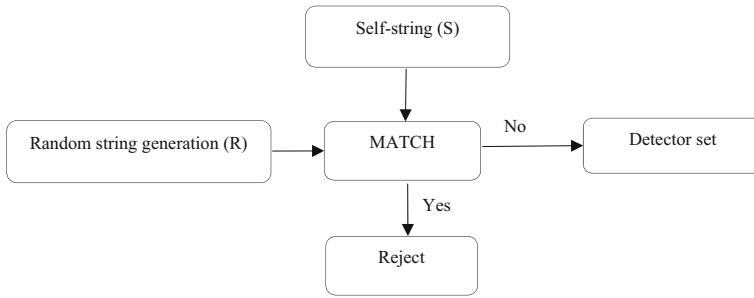 Self-string (S)
Random string generation (R)
MATCH
No
Detector set
Yes
Reject